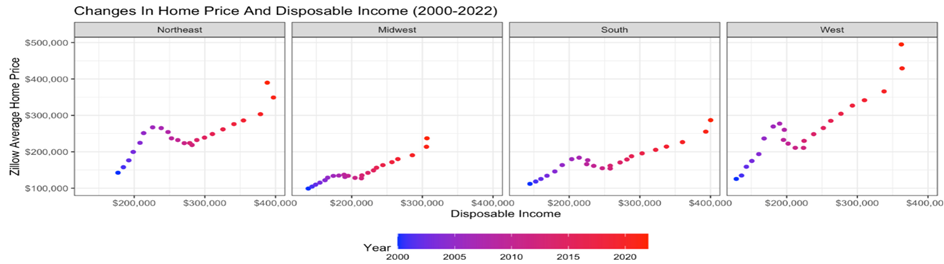 Changes In Home Price And Disposable Income (2000-2022)
Northeast Midwest South West
$500,000
$400,000
$300,000
$200,000
$100,000
Zillow Average Home Price
$200,000 $300,000 $400,000 $200,000 $300,000 $400,000 $200,000 $300,000 $400,000 $200,000 $300,000 $400,00
Disposable Income
Year
2000 2005 2010 2015 2020